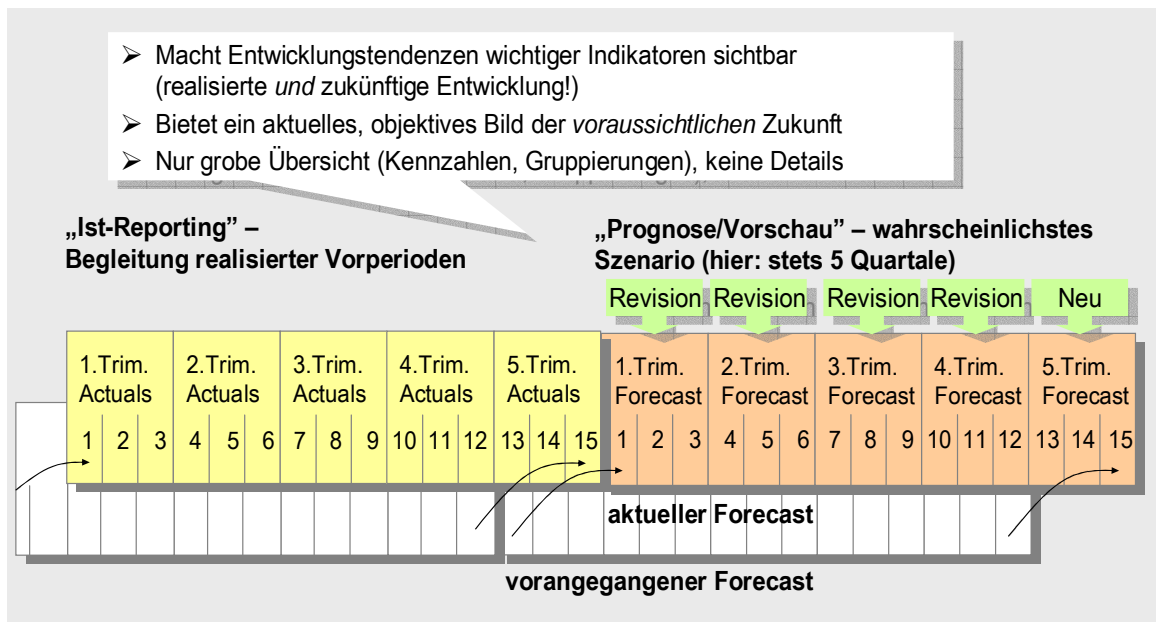 ➢ Macht Entwicklungstendenzen wichtiger Indikatoren sichtbar
(realisierte und zukünftige Entwicklung!)
➢ Bietet ein aktuelles, objektives Bild der voraussichtlichen Zukunft
➢ Nur grobe Übersicht (Kennzahlen, Gruppierungen), keine Details
„Ist-Reporting” –
Begleitung realisierter Vorperioden
„Prognose/Vorschau” – wahrscheinlichstes
Szenario (hier: stets 5 Quartale)
Revision Revision Revision Revision Neu
1.Trim. 2.Trim. 3.Trim. 4.Trim. 5.Trim. 1.Trim. 2.Trim. 3.Trim. 4.Trim. 5.Trim.
Actuals Actuals Actuals Actuals Actuals Forecast Forecast Forecast Forecast Forecast
1 2 3 4 5 6 7 8 9 10 11 12 13 14 15 1 2 3 4 5 6 7 8 9 10 11 12 13 14 15
aktueller Forecast
vorangegangener Forecast